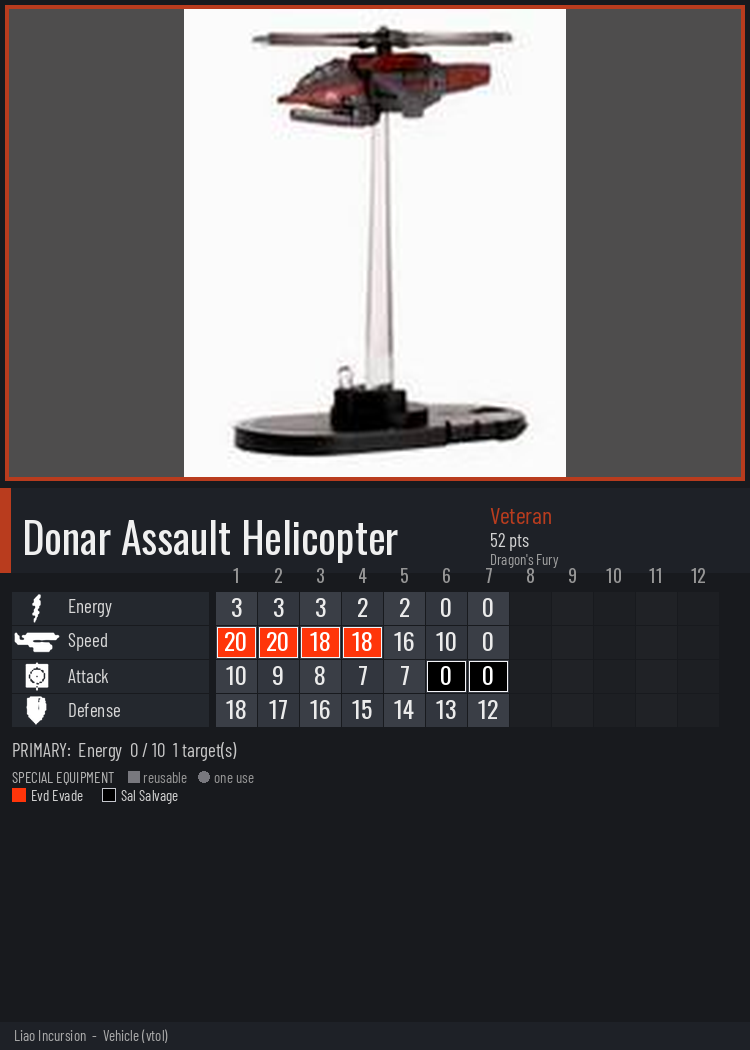 Donar Assault Helicopter
Veteran
52 pts
Dragon's Fury
1 2 3 4 5 6 7 8 9 10 11 12
Energy 3 3 3 2 2 0 0
Speed 20 20 18 18 16 10 0
Attack 10 9 8 7 7 0 0
Defense 18 17 16 15 14 13 12
PRIMARY: Energy 0 / 10 1 target(s)
SPECIAL EQUIPMENT reusable one use
Evd Evade Sal Salvage
Liao Incursion - Vehicle (vtol)